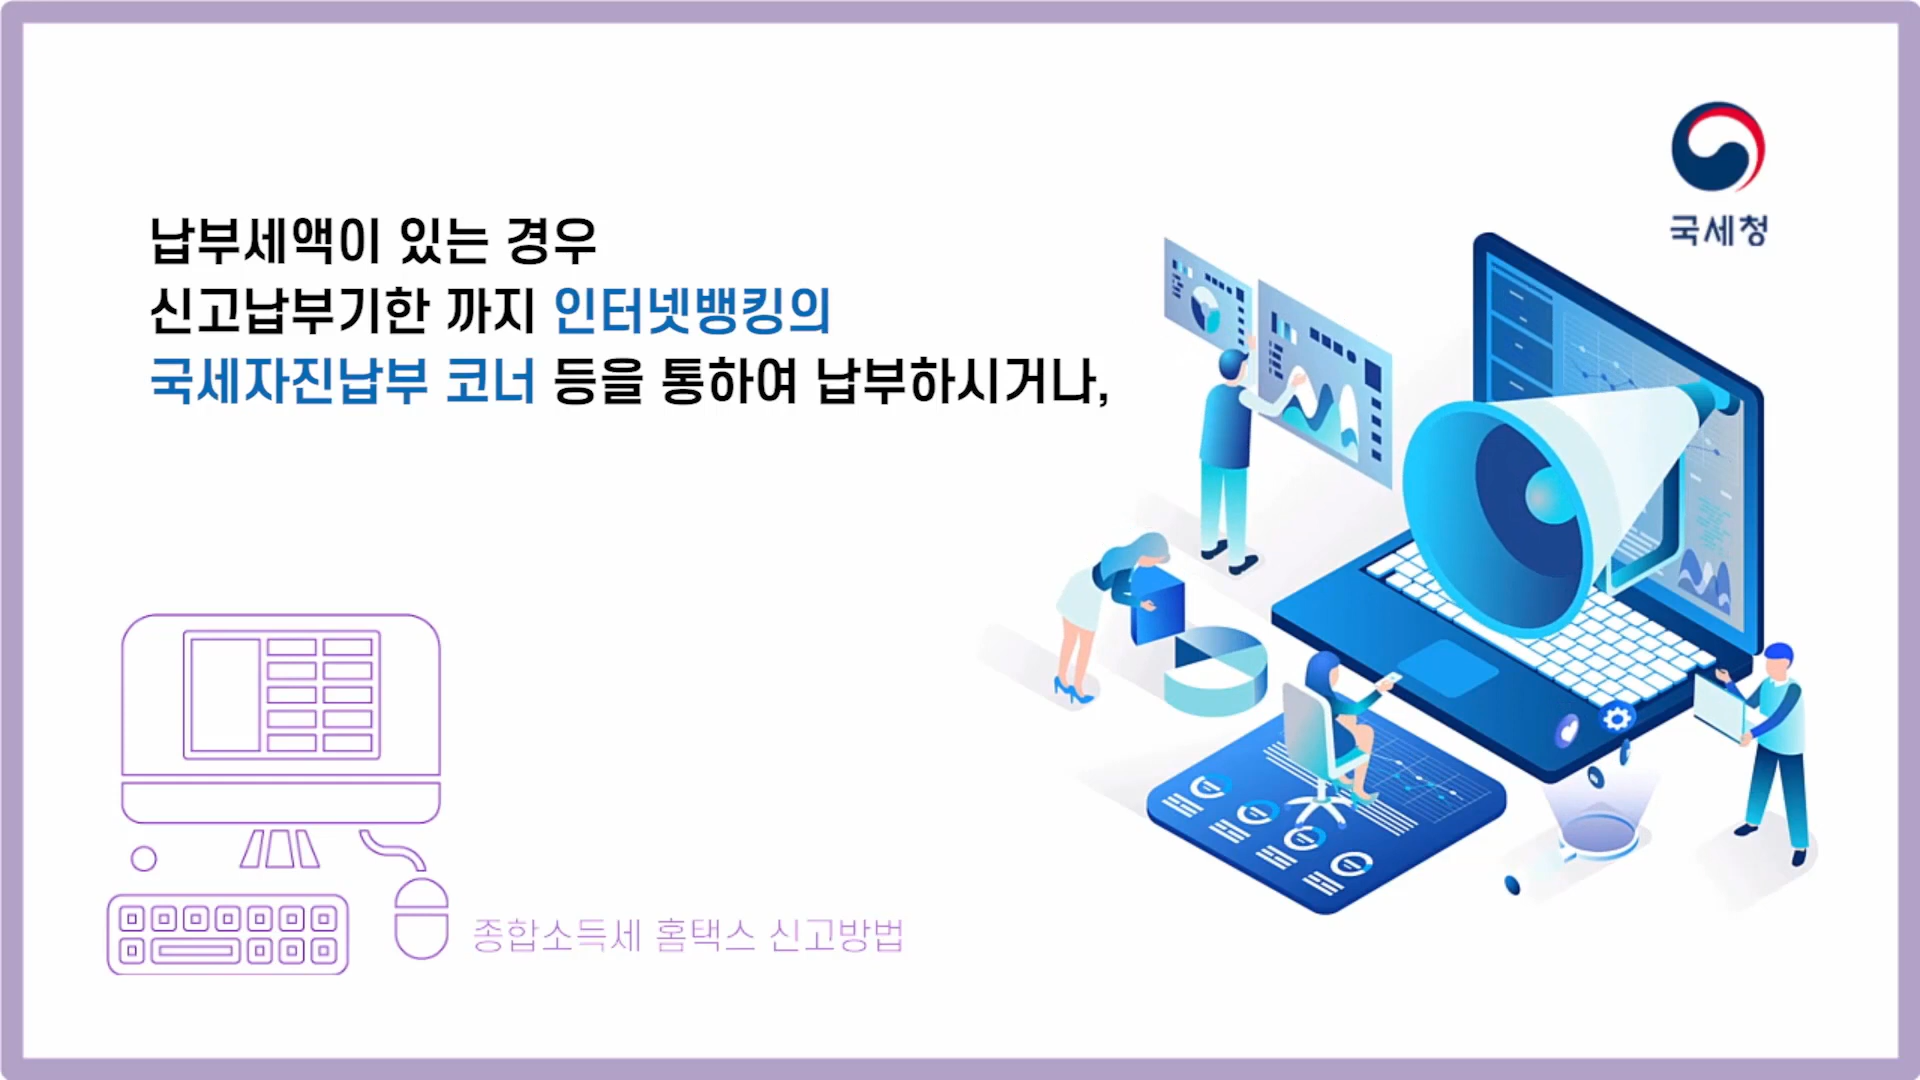 국세청
납부세액이 있는 경우
신고납부기한 까지 인터넷뱅킹의
국세자진납부 코너 등을 통하여 납부하시거나,
종합소득세 홈택스 신고방법